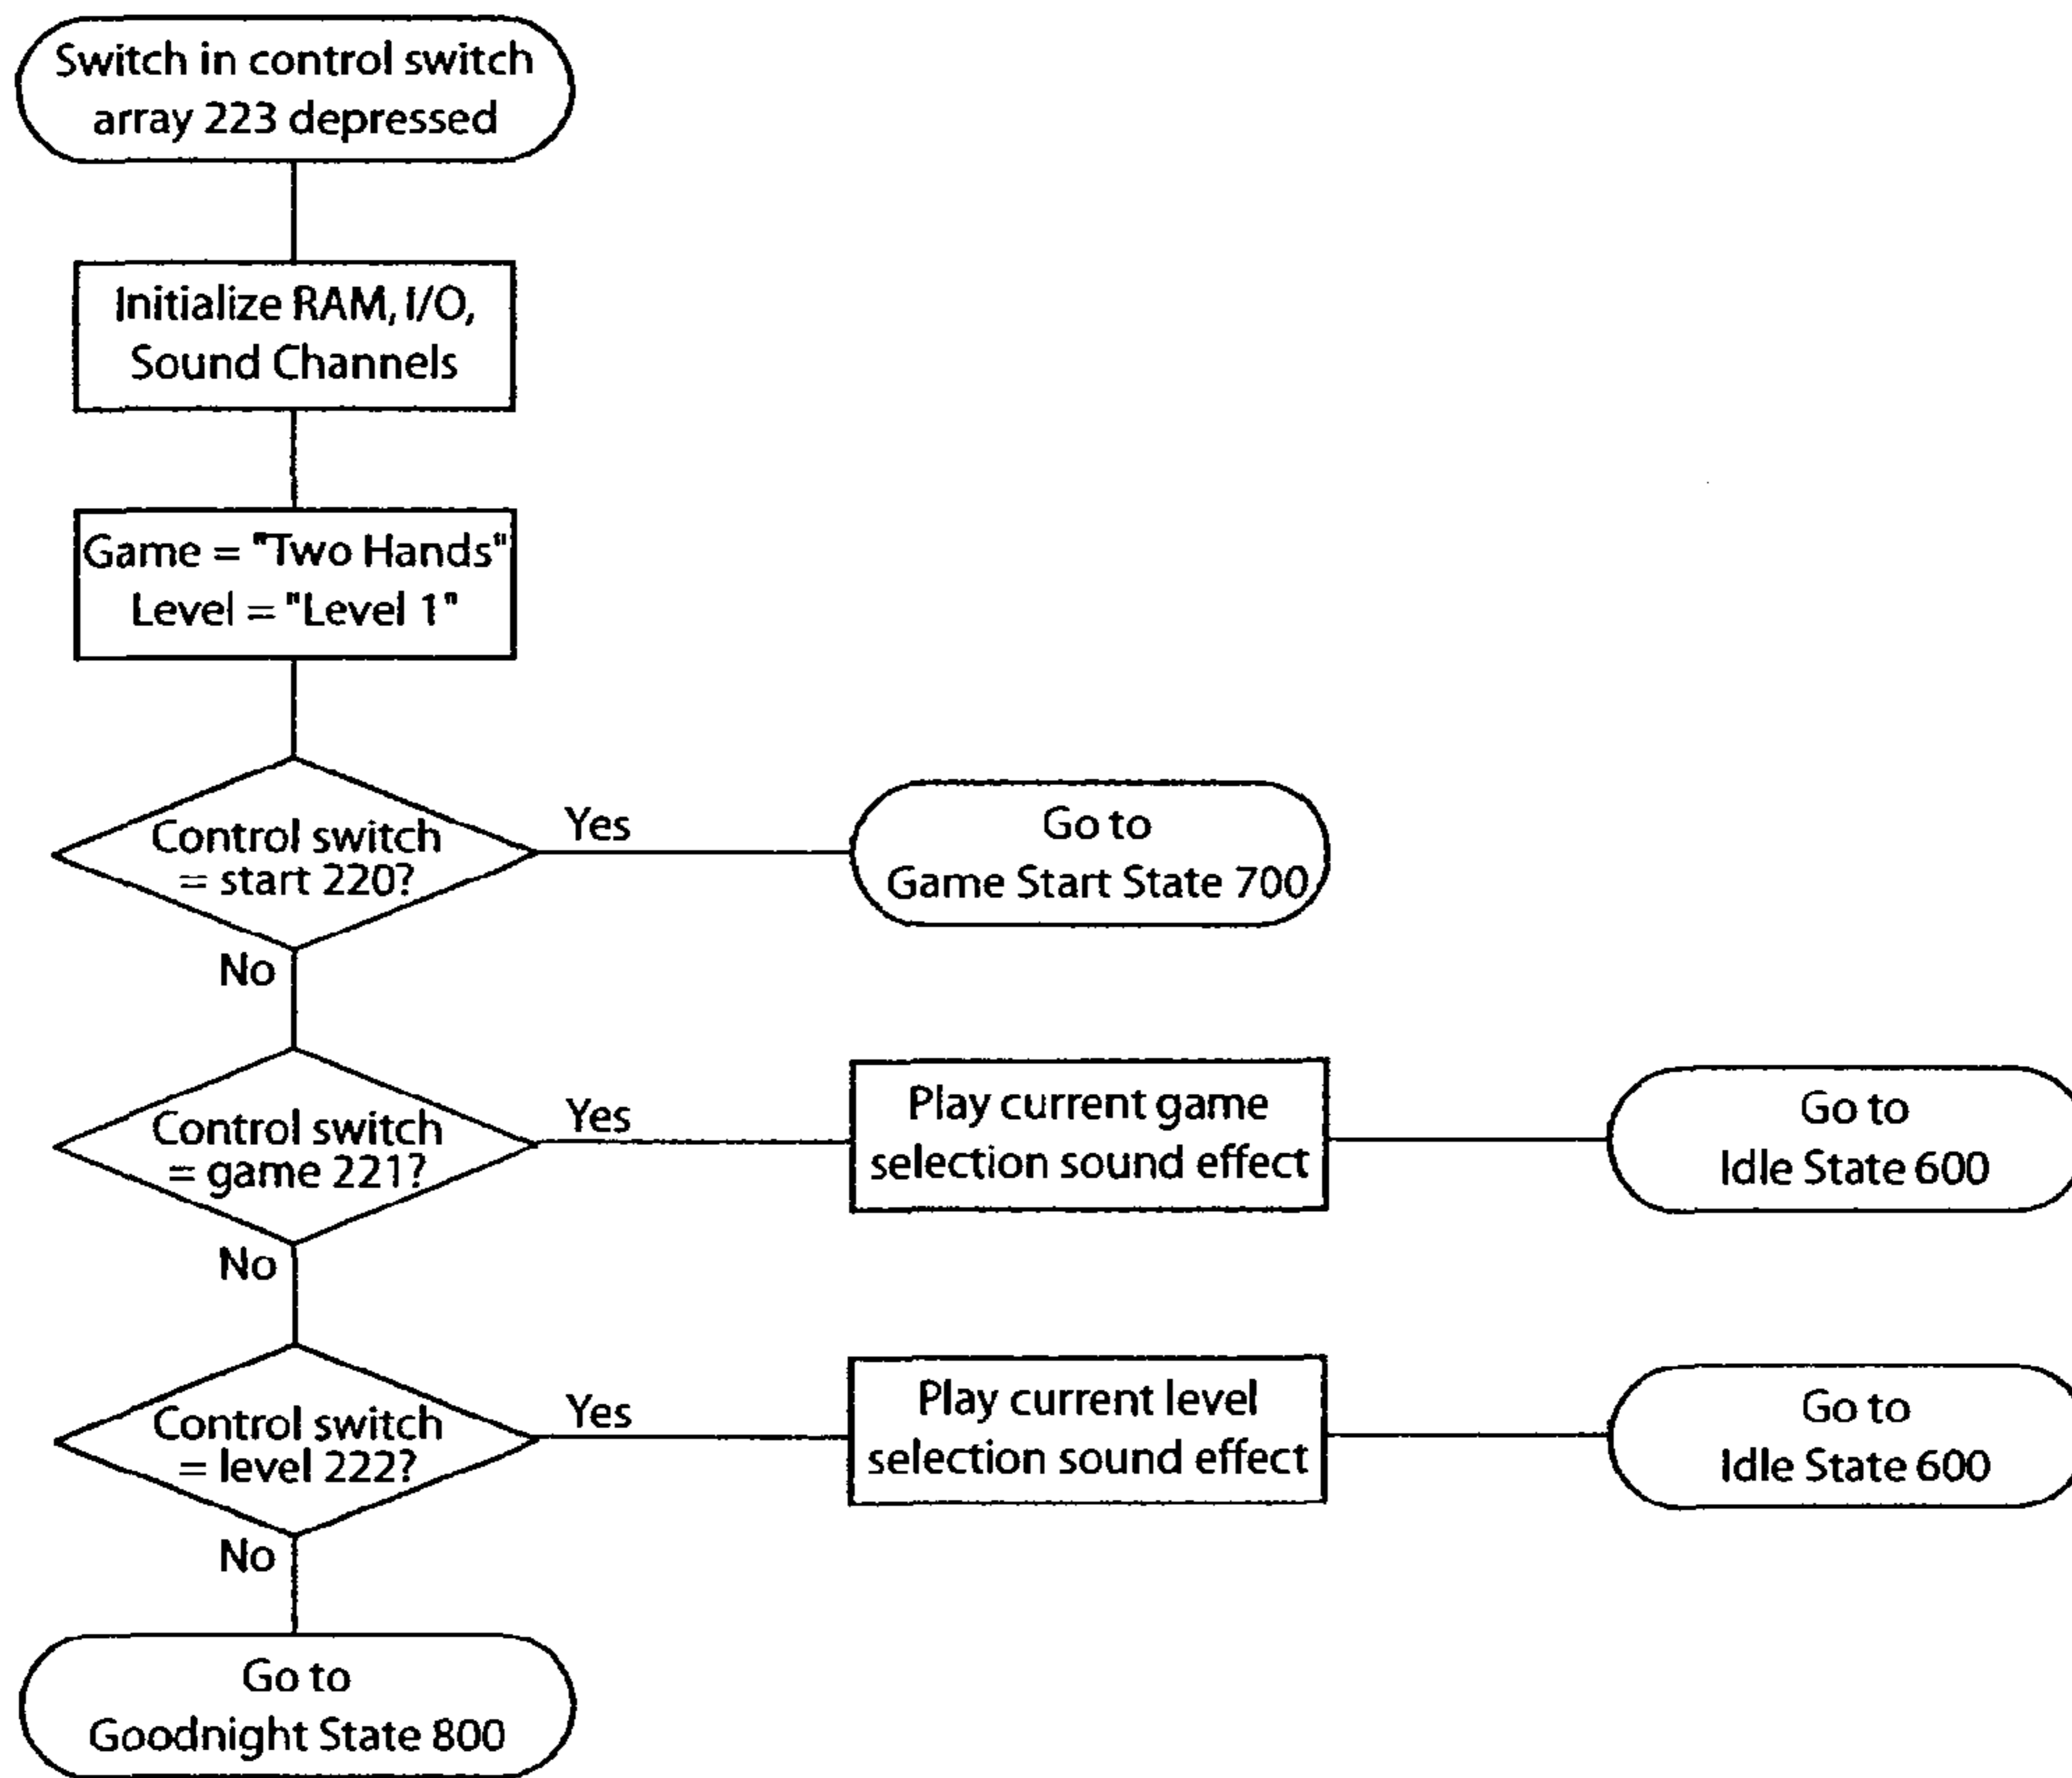 Switch in control switch
array 223 depressed
Initialize RAM, I/O,
Sound Channels
Game = "Two Hands"
Level = "Level 1"
Control switch
= start 220?
Yes
Go to
Game Start State 700
No
Control switch
= game 221?
Yes
Play current game
selection sound effect
Go to
Idle State 600
No
Control switch
= level 222?
Yes
Play current level
selection sound effect
Go to
Idle State 600
No
Go to
Goodnight State 800